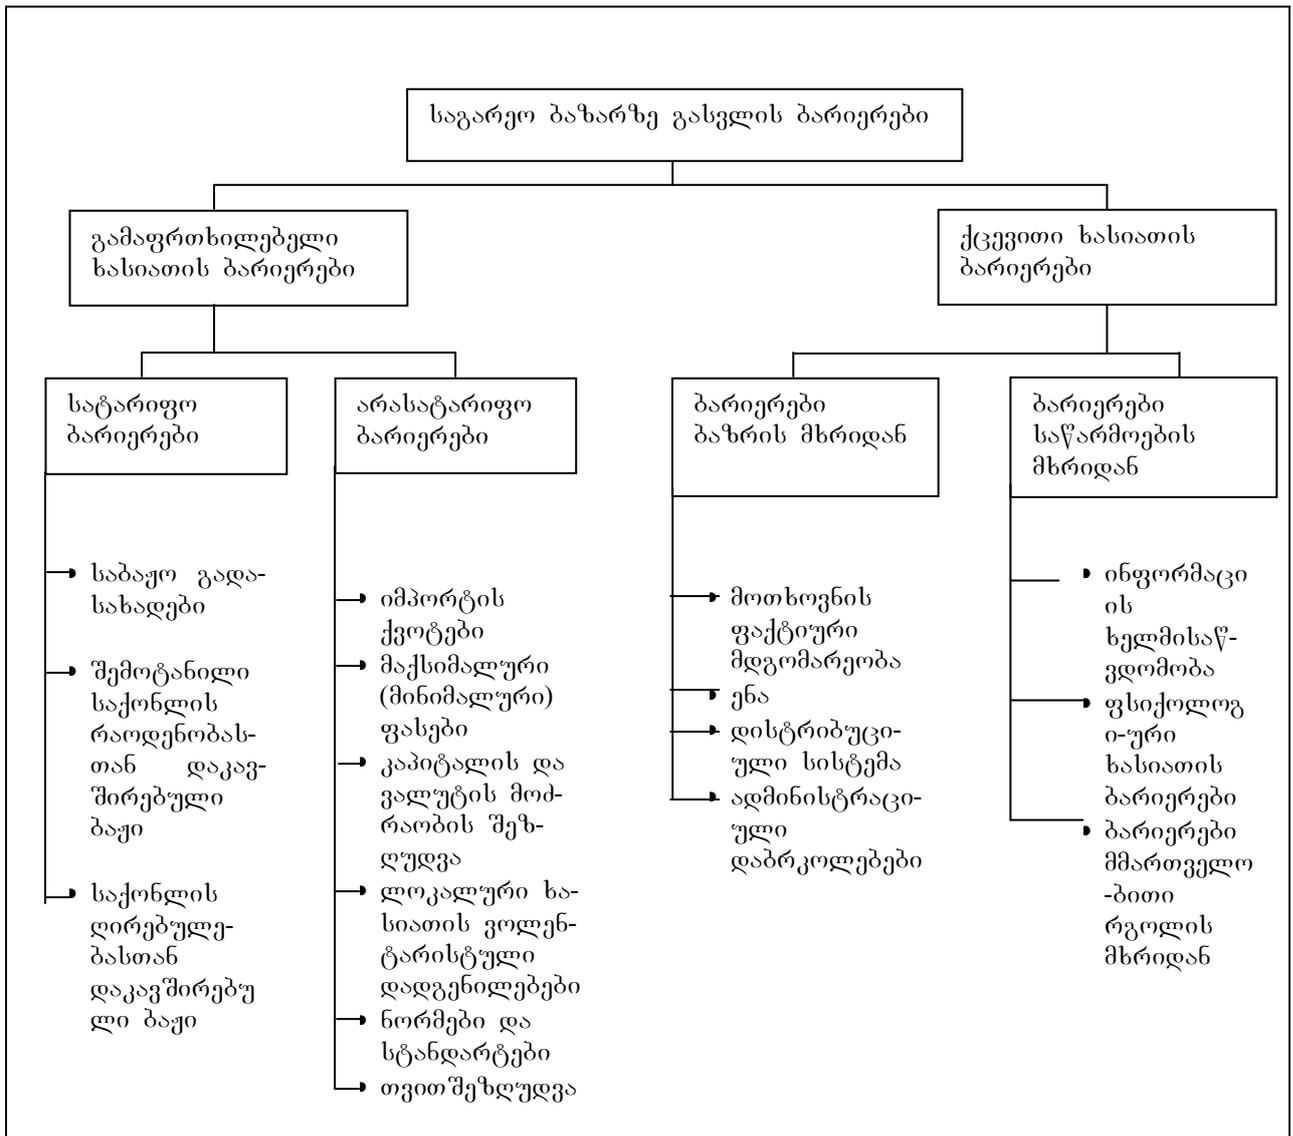 საგარეო ბაზარზე გასვლის ბარიერები
გამაფრთხილებელი
ხასიათის ბარიერები
ქცევითი ხასიათის
ბარიერები
სატარიფო
ბარიერები
არასატარიფო
ბარიერები
ბარიერები
ბაზრის მხრიდან
ბარიერები
საწარმოების
მხრიდან
საბაჟო გადა-
სახადები
შემოტანილი
საქონლის
რაოდენობას-
თან დაკავ-
შირებული
ბაჟი
საქონლის
ღირებულე-
ბასთან
დაკავშირებუ
ლი ბაჟი
იმპორტის
ქვოტები
მაქსიმალური
(მინიმალური)
ფასები
კაპიტალის და
ვალუტის მოძ-
რაობის შეზ-
ღუდვა
ლოკალური ხა-
სიათის ვოლენ-
ტარისტული
დადგენილებები
ნორმები და
სტანდარტები
თვითშეზღუდვა
მოთხოვნის
ფაქტიური
მდგომარეობა
ენა
დისტრიბუცი-
ული სისტემა
ადმინისტრაცი-
ული
დაბრკოლებები
ინფორმაცი
ის
ხელმისაწ-
ვდომობა
ფსიქოლოგ
ი-ური
ხასიათის
ბარიერები
ბარიერები
მმართველო
-ბითი
რგოლის
მხრიდან